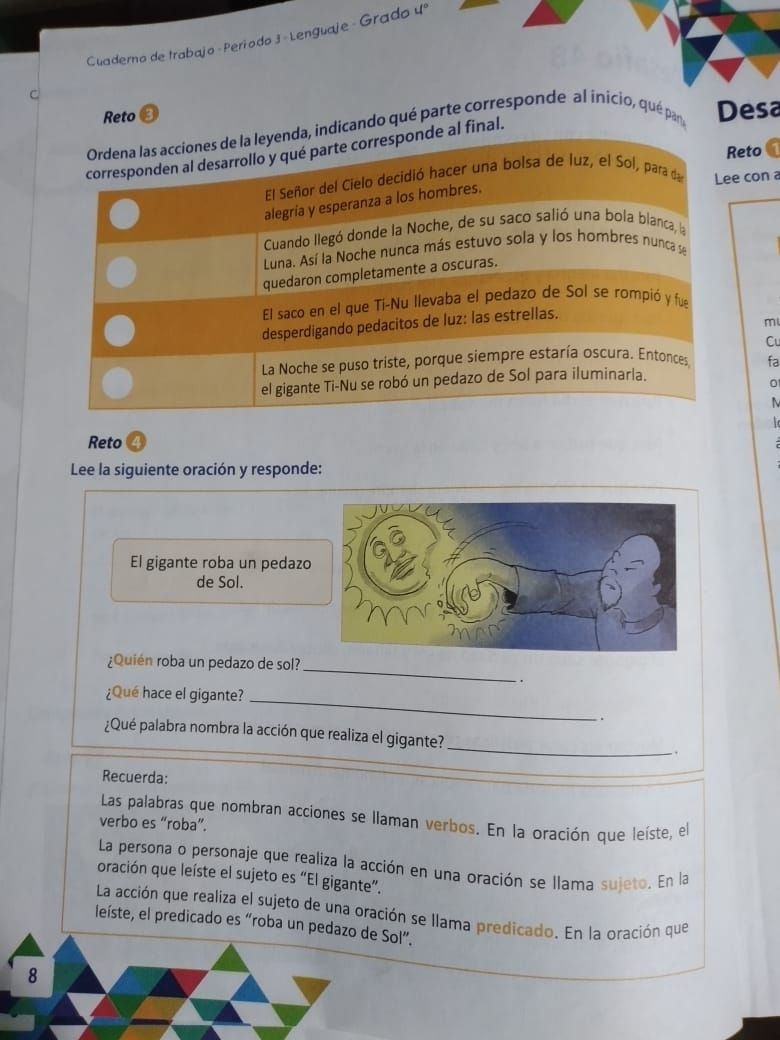 Cuaderno de trabajo - Periodo 3 - Lenguaje - Grado 4°
C
Reto 3
Ordena las acciones de la leyenda, indicando qué parte corresponde al inicio, qué
corresponden al desarrollo y qué parte corresponde al final.
El Señor del Cielo decidió hacer una bolsa de luz, el Sol, para dar
alegría y esperanza a los hombres.
Cuando llegó donde la Noche, de su saco salió una bola blanca, la
Luna. Así la Noche nunca más estuvo sola y los hombres nunca se
quedaron completamente a oscuras.
El saco en el que Ti-Nu llevaba el pedazo de Sol se rompió y fue
desperdigando pedacitos de luz: las estrellas.
La Noche se puso triste, porque siempre estaría oscura. Entonces,
el gigante Ti-Nu se robó un pedazo de Sol para iluminarla.
Reto 4
Lee la siguiente oración y responde:
El gigante roba un pedazo
de Sol.
¿Quién roba un pedazo de sol? .
¿Qué hace el gigante? .
¿Qué palabra nombra la acción que realiza el gigante? .
Recuerda:
Las palabras que nombran acciones se llaman verbos. En la oración que leíste, el
verbo es “roba”.
La persona o personaje que realiza la acción en una oración se llama sujeto. En la
oración que leíste el sujeto es “El gigante”.
La acción que realiza el sujeto de una oración se llama predicado. En la oración que
leíste, el predicado es “roba un pedazo de Sol”.
8
Desa
Reto 1
Lee con a
mu
Cu
fa